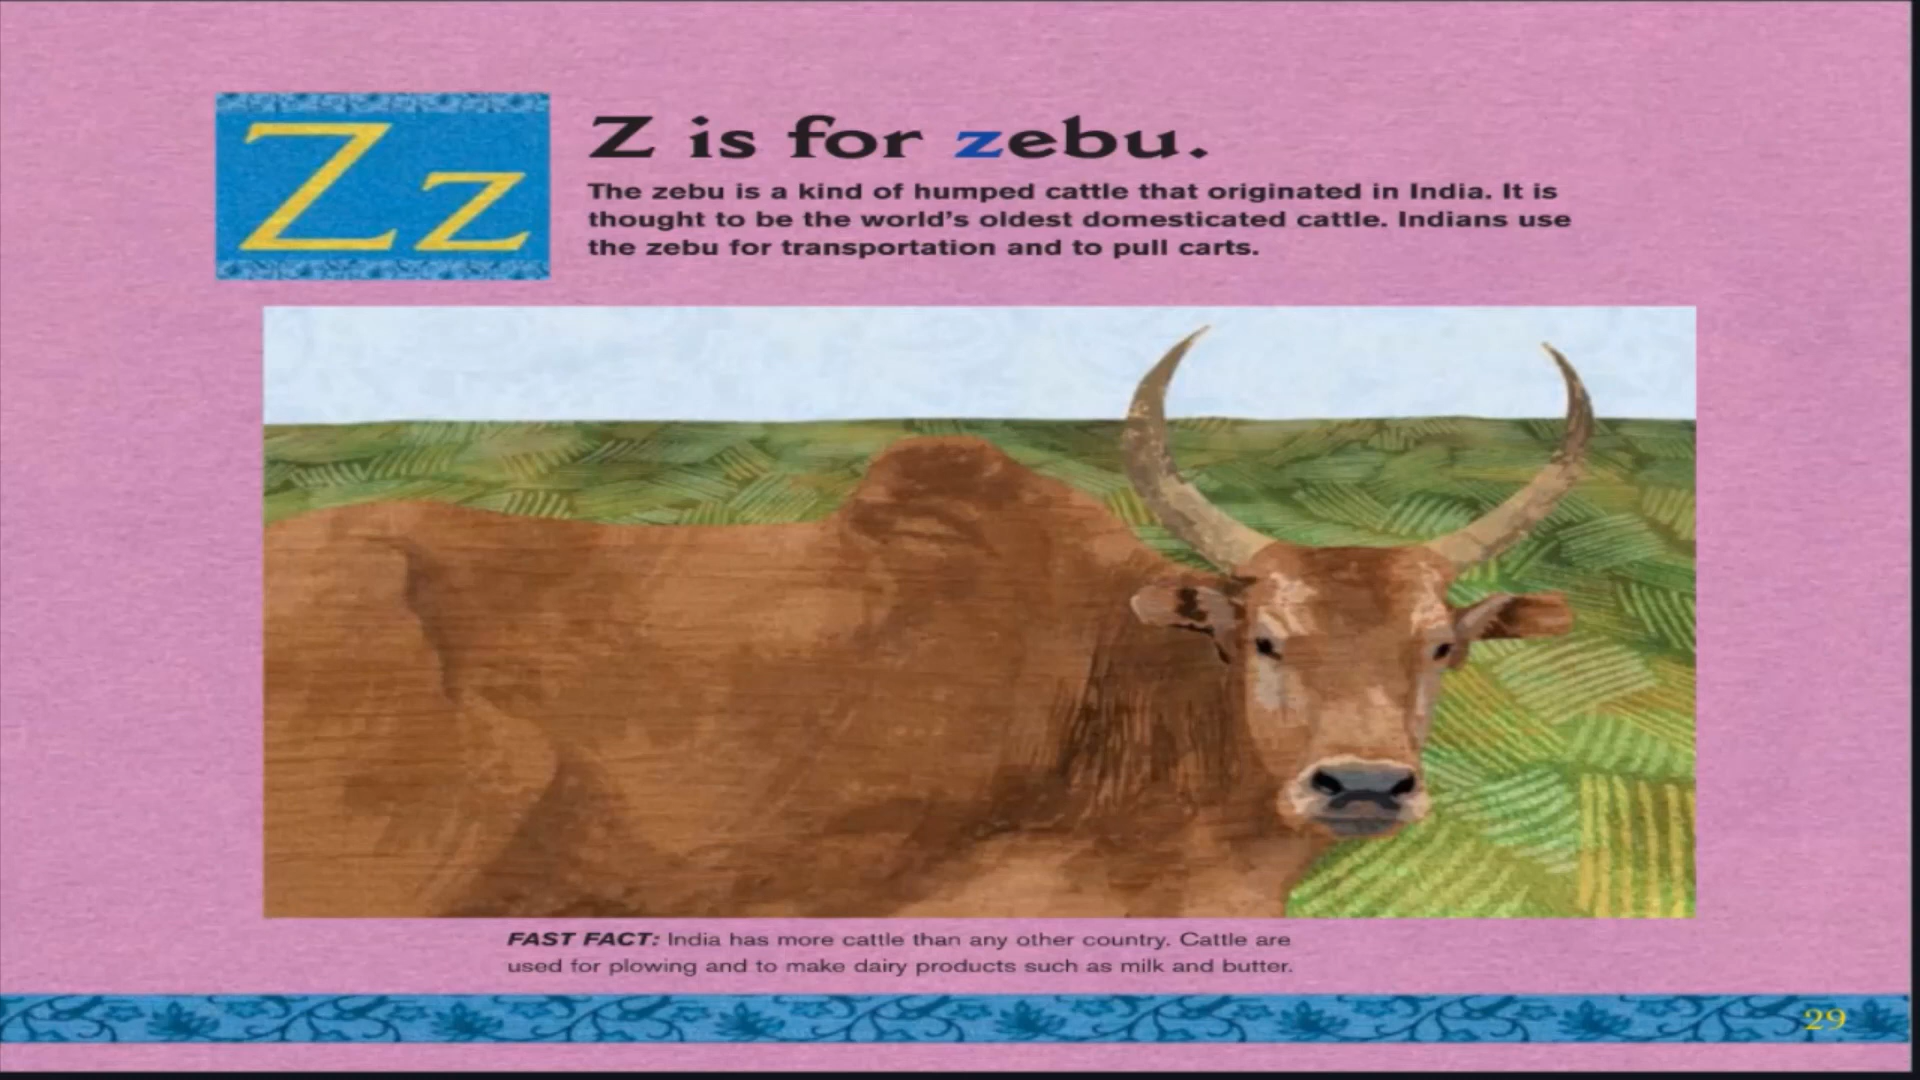 Zz
Z is for zebu.
The zebu is a kind of humped cattle that originated in India. It is
thought to be the world's oldest domesticated cattle. Indians use
the zebu for transportation and to pull carts.
FAST FACT: India has more cattle than any other country. Cattle are
used for plowing and to make dairy products such as milk and butter.
29